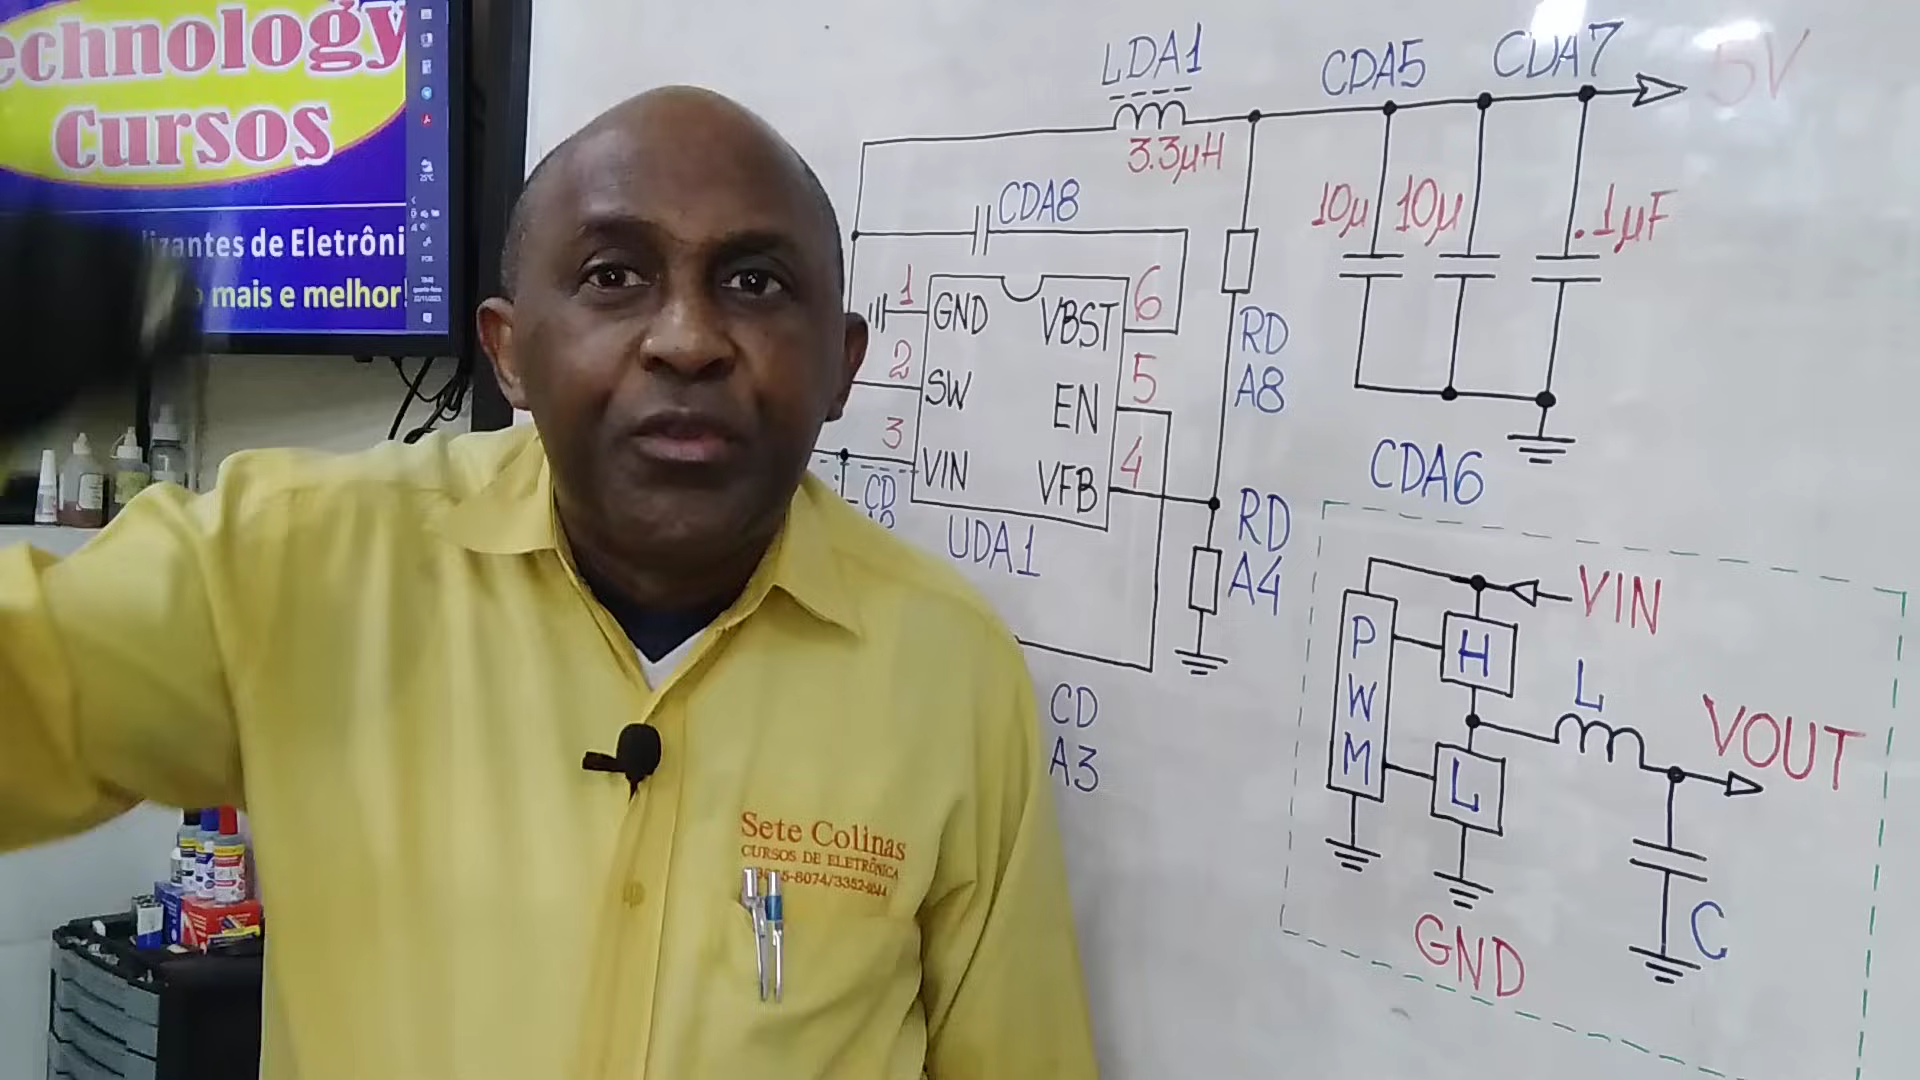 echnology
Cursos
lizantes de Eletrôni
mais e melhor!
LDA1
3.3µH
CDA5
CDA7
5V
10µ
10µ
.1µF
CDA8
1
GND
2
SW
3
VIN
VBST
6
EN
5
VFB
4
UDA1
CD
RD
A8
RD
A4
CDA6
CD
A3
PWM
H
L
VIN
L
VOUT
C
GND
Sete Colinas
CURSOS DE ELETRÔNICA